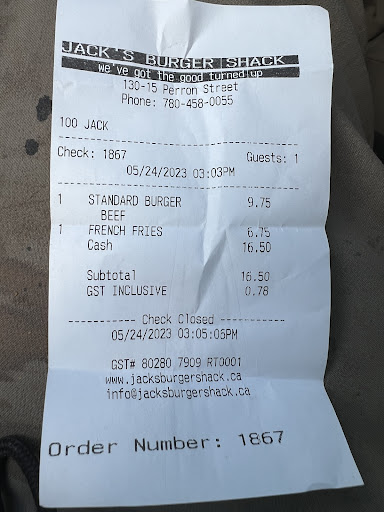 JACK'S BURGER SHACK
we've got the good turned up
130-15 Perron Street
Phone: 780-458-0055
100 JACK
Check: 1867 Guests: 1
05/24/2023 03:03PM
1 STANDARD BURGER 9.75
BEEF
1 FRENCH FRIES 6.75
Cash 16.50
Subtotal 16.50
GST INCLUSIVE 0.78
---------- Check Closed ----------
05/24/2023 03:05:06PM
GST# 80280 7909 RT0001
www.jacksburgershack.ca
info@jacksburgershack.ca
Order Number: 1867